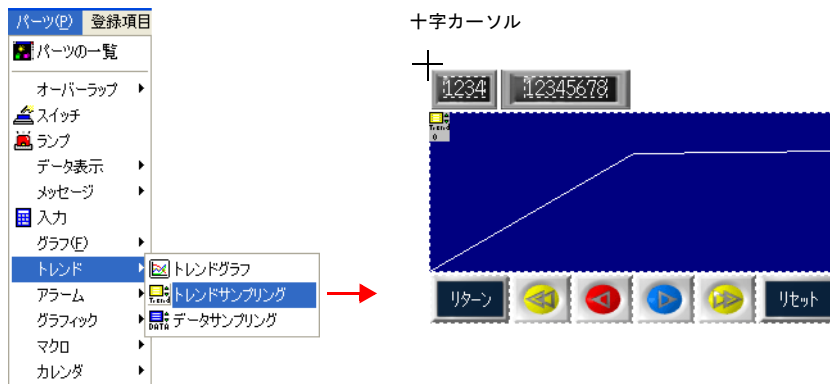 パーツ(P) 登録項目
パーツの一覧
オーバーラップ
スイッチ
ランプ
データ表示
メッセージ
入力
グラフ(F)
トレンド
アラーム
グラフィック
マクロ
カレンダ
トレンドグラフ
トレンドサンプリング
データサンプリング
十字カーソル
1234 12345678
Trend
0
リターン リセット